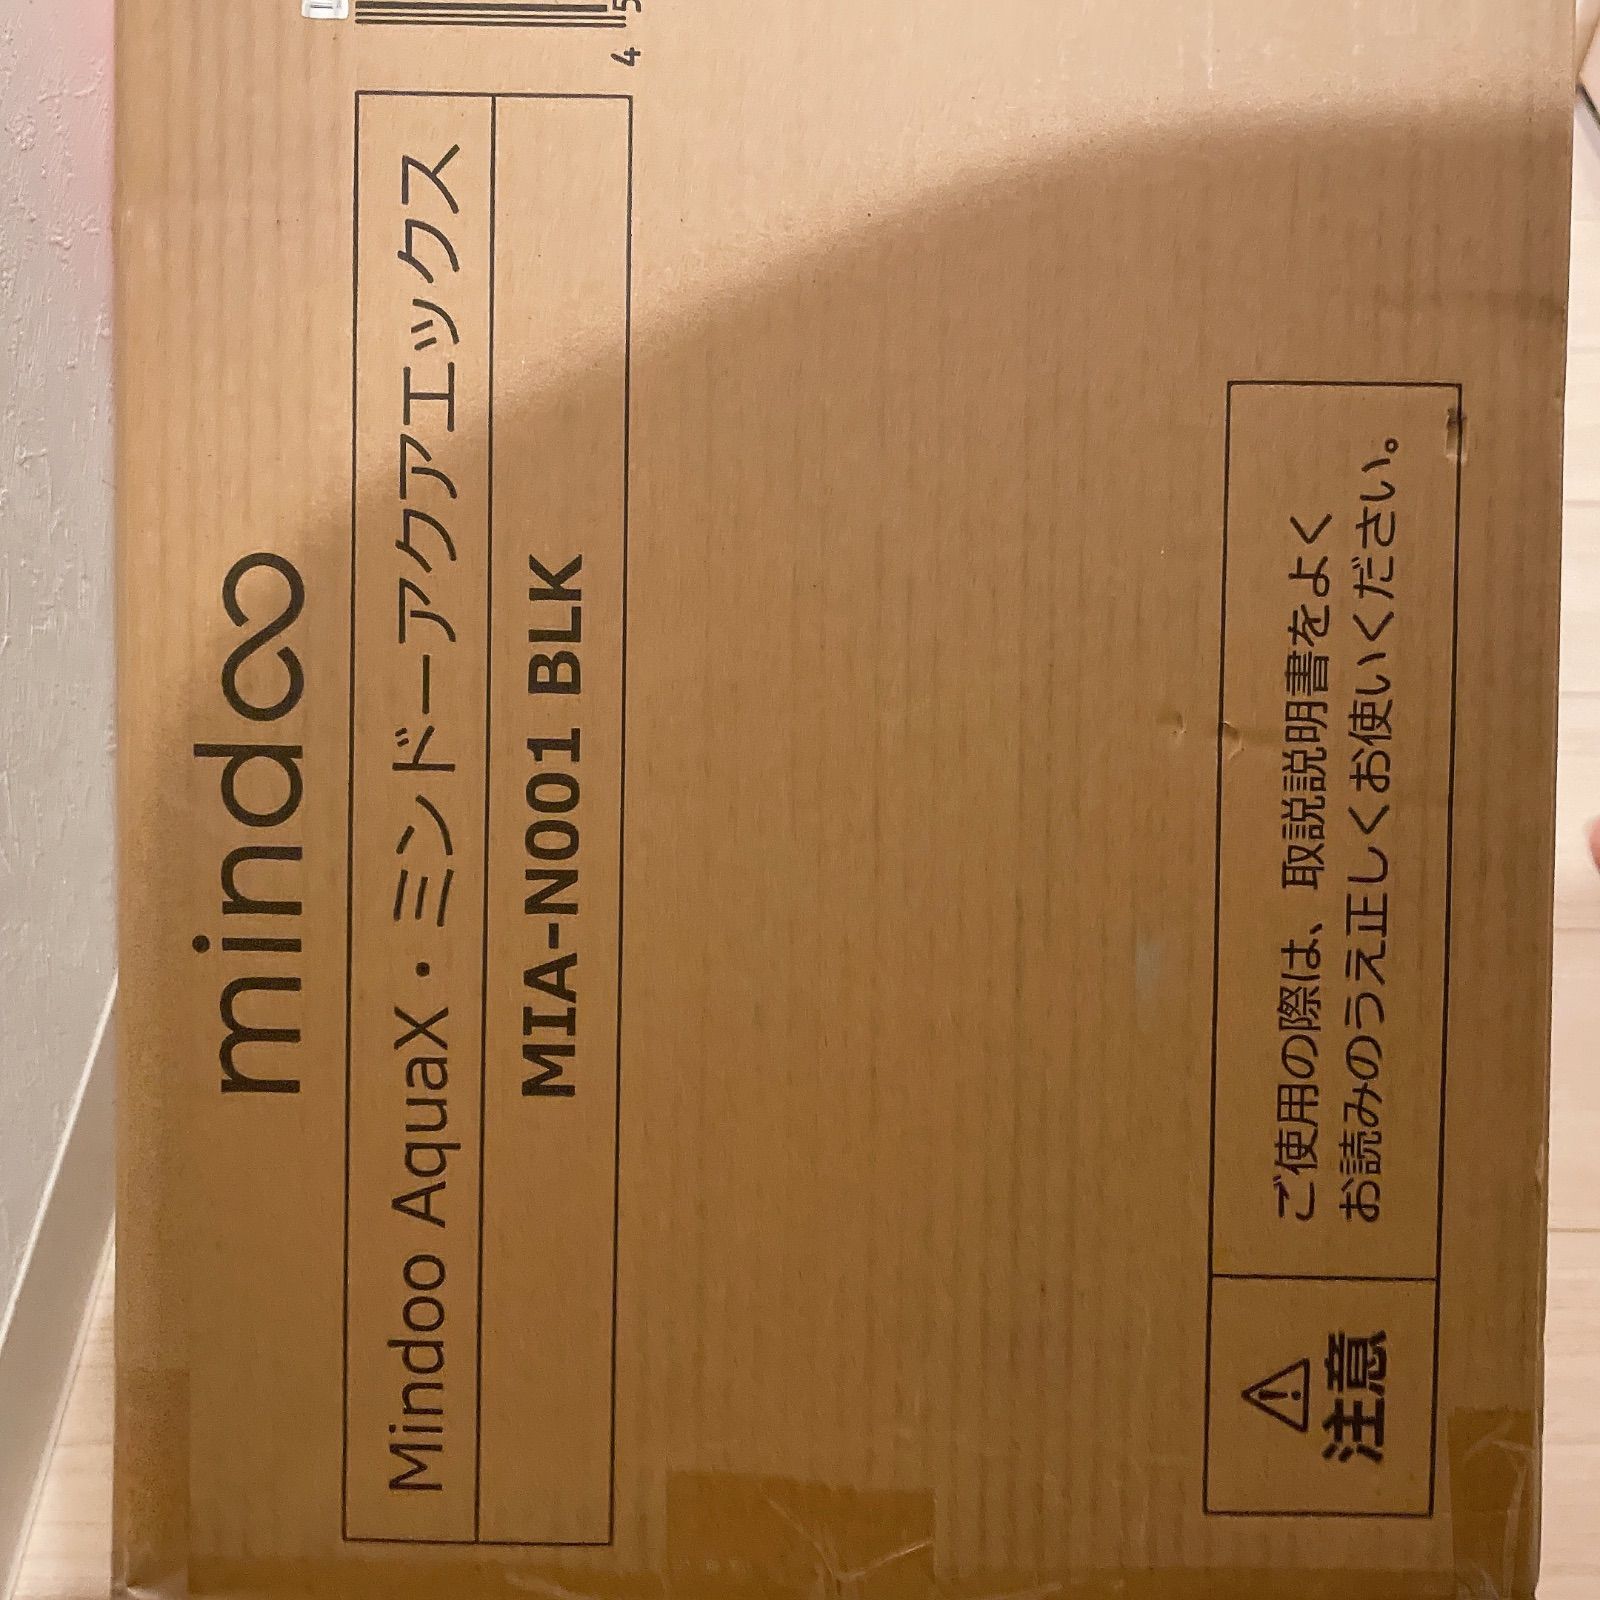 mindoo
Mindoo AquaX・ミンドーアクアエックス
MIA-N001 BLK
45
注意
ご使用の際は、取説説明書をよく
お読みのうえ正しくお使いください。